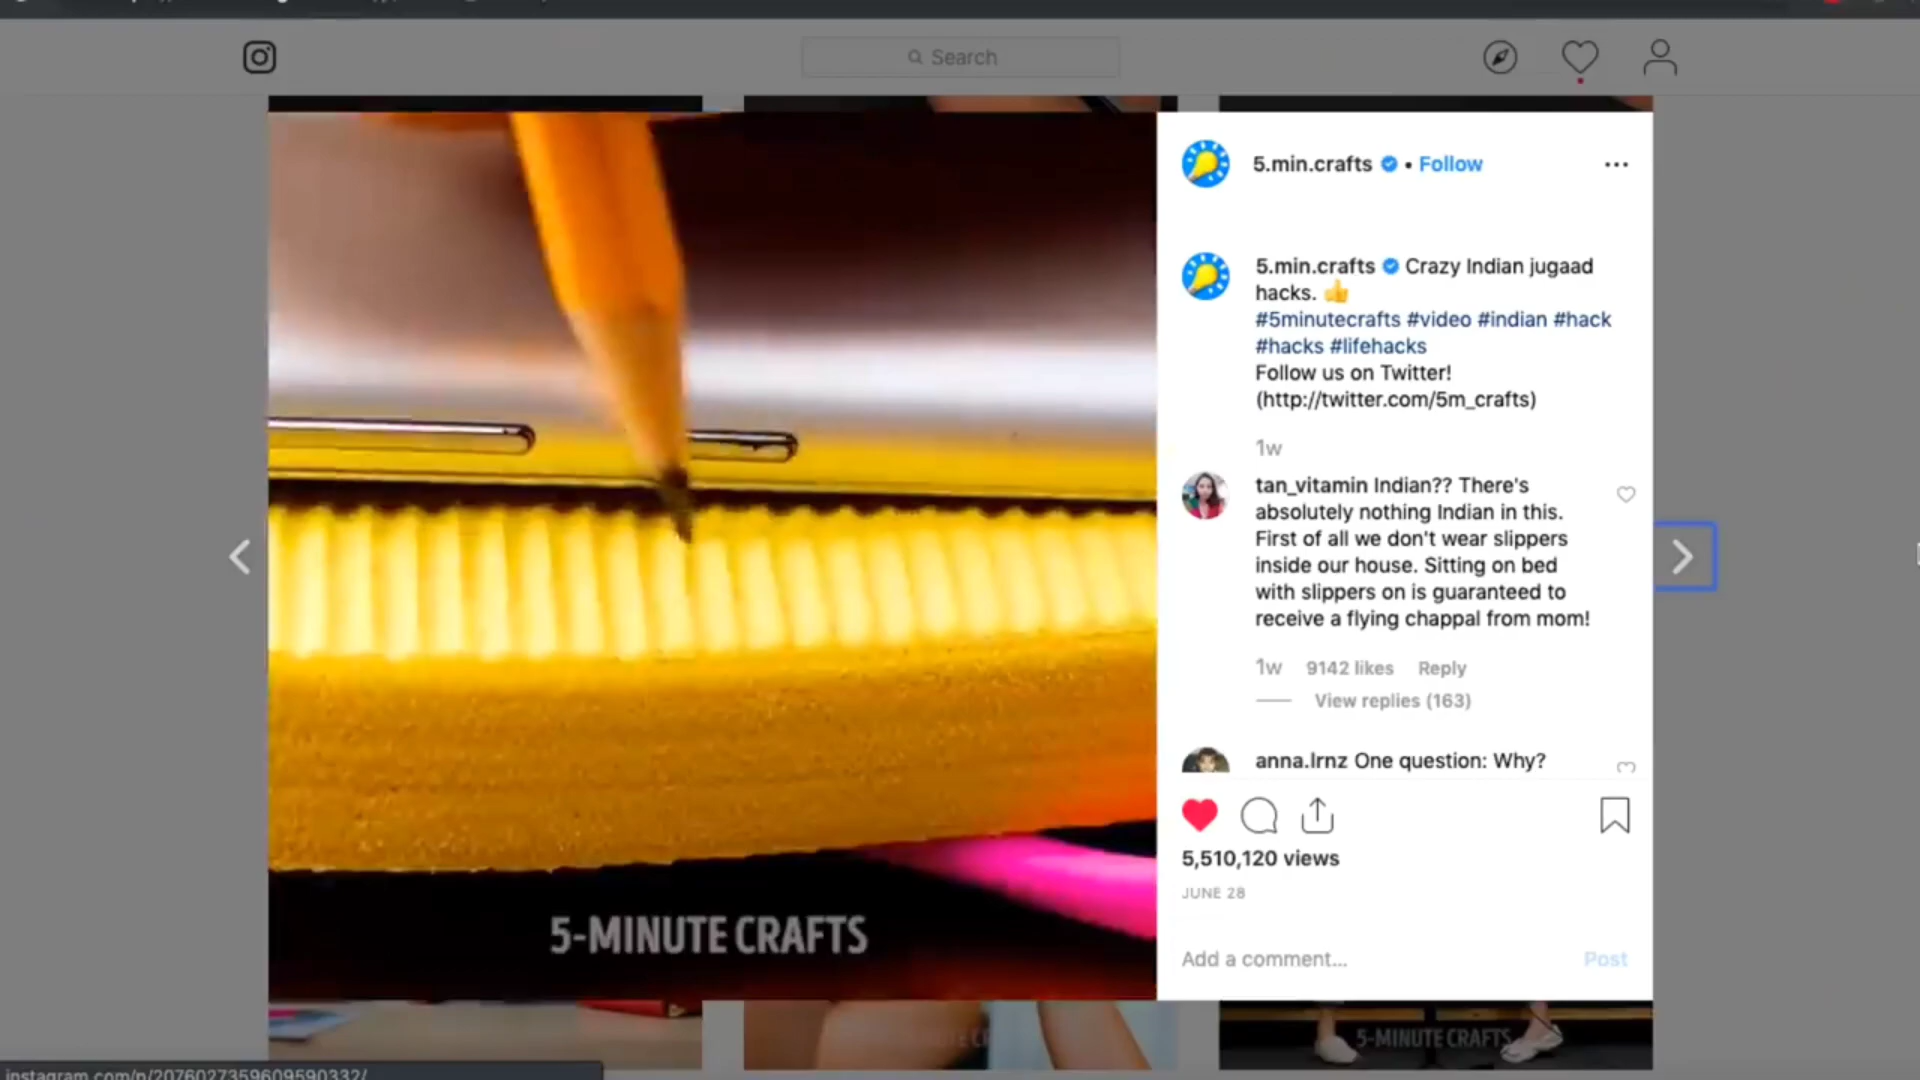 Search
5.min.crafts • Follow
5.min.crafts Crazy Indian jugaad
hacks. 👍
#5minutecrafts #video #indian #hack
#hacks #lifehacks
Follow us on Twitter!
(http://twitter.com/5m_crafts)
1w
tan_vitamin Indian?? There's
absolutely nothing Indian in this.
First of all we don't wear slippers
inside our house. Sitting on bed
with slippers on is guaranteed to
receive a flying chappal from mom!
1w 9142 likes Reply
View replies (163)
anna.lrnz One question: Why?
5,510,120 views
JUNE 28
Add a comment... Post
5-MINUTE CRAFTS
5-MINUTE CRAFTS
instagram.com/p/2076027359609590332/